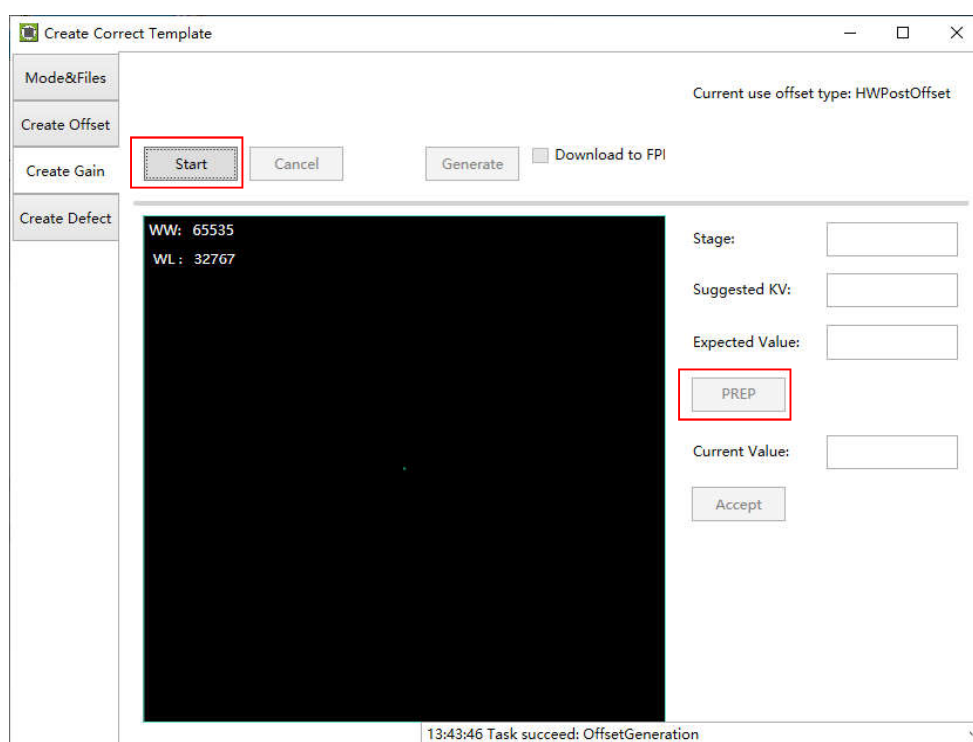 Create Correct Template
Mode&Files
Current use offset type: HWPostOffset
Create Offset
Start
Cancel
Generate
Download to FPI
Create Gain
Create Defect
WW: 65535
WL: 32767
Stage:
Suggested KV:
Expected Value:
PREP
Current Value:
Accept
13:43:46 Task succeed: OffsetGeneration